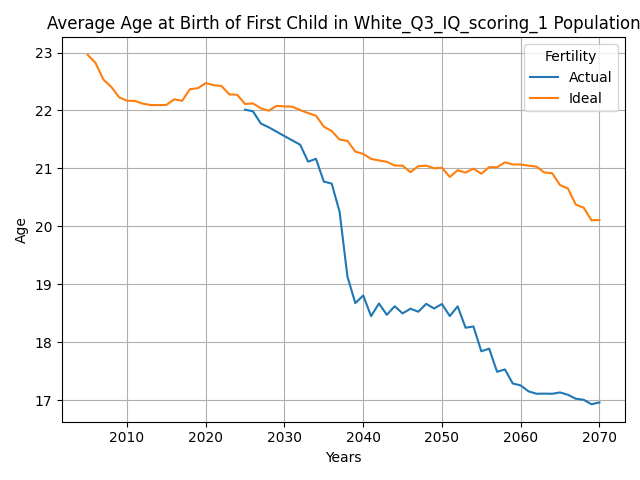 Average Age at Birth of First Child in White_Q3_IQ_scoring_1 Population
Fertility
Actual
Ideal
23
22
21
20
19
18
17
Age
2010 2020 2030 2040 2050 2060 2070
Years